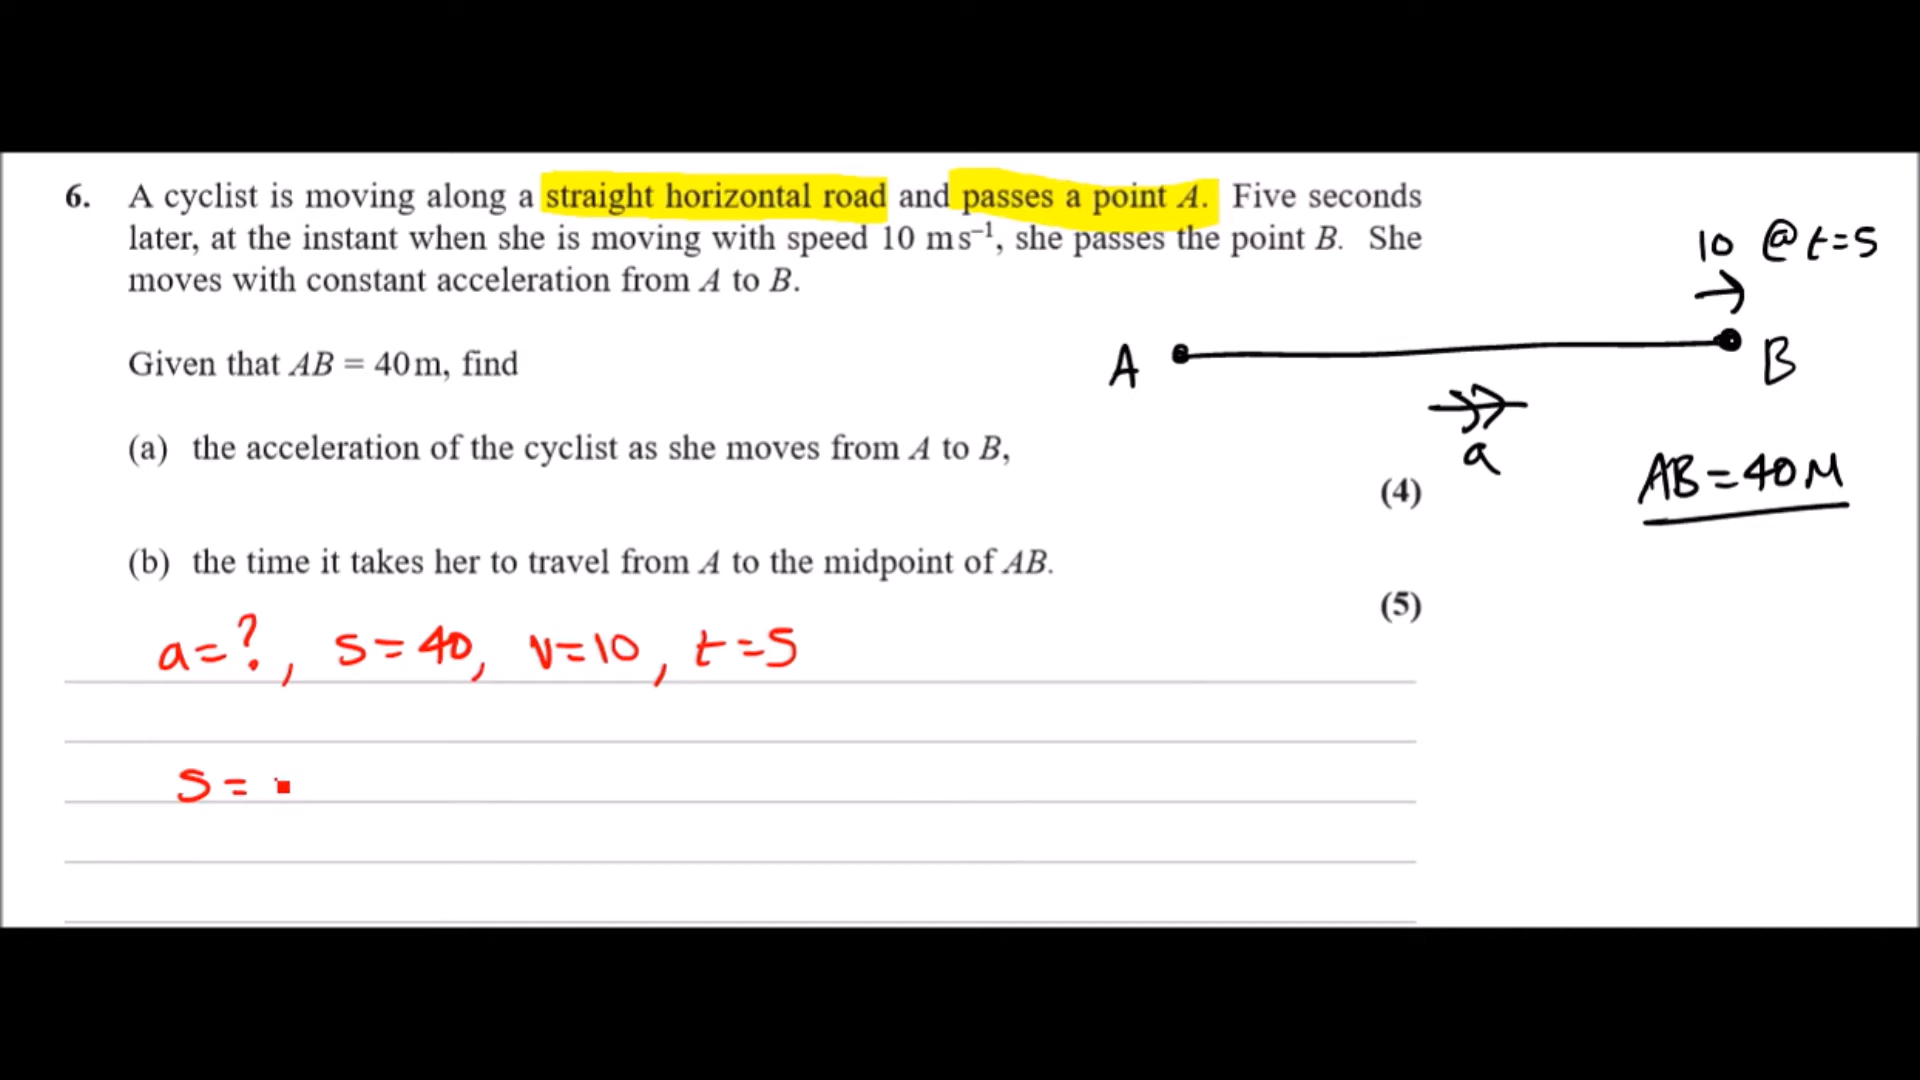 6. A cyclist is moving along a straight horizontal road and passes a point A. Five seconds
later, at the instant when she is moving with speed 10 m s⁻¹, she passes the point B. She
moves with constant acceleration from A to B.
10 @ t=5
Given that AB = 40 m, find
A
B
a
(a) the acceleration of the cyclist as she moves from A to B,
AB = 40M
(4)
(b) the time it takes her to travel from A to the midpoint of AB.
(5)
a=?, s=40, v=10, t=5
s=